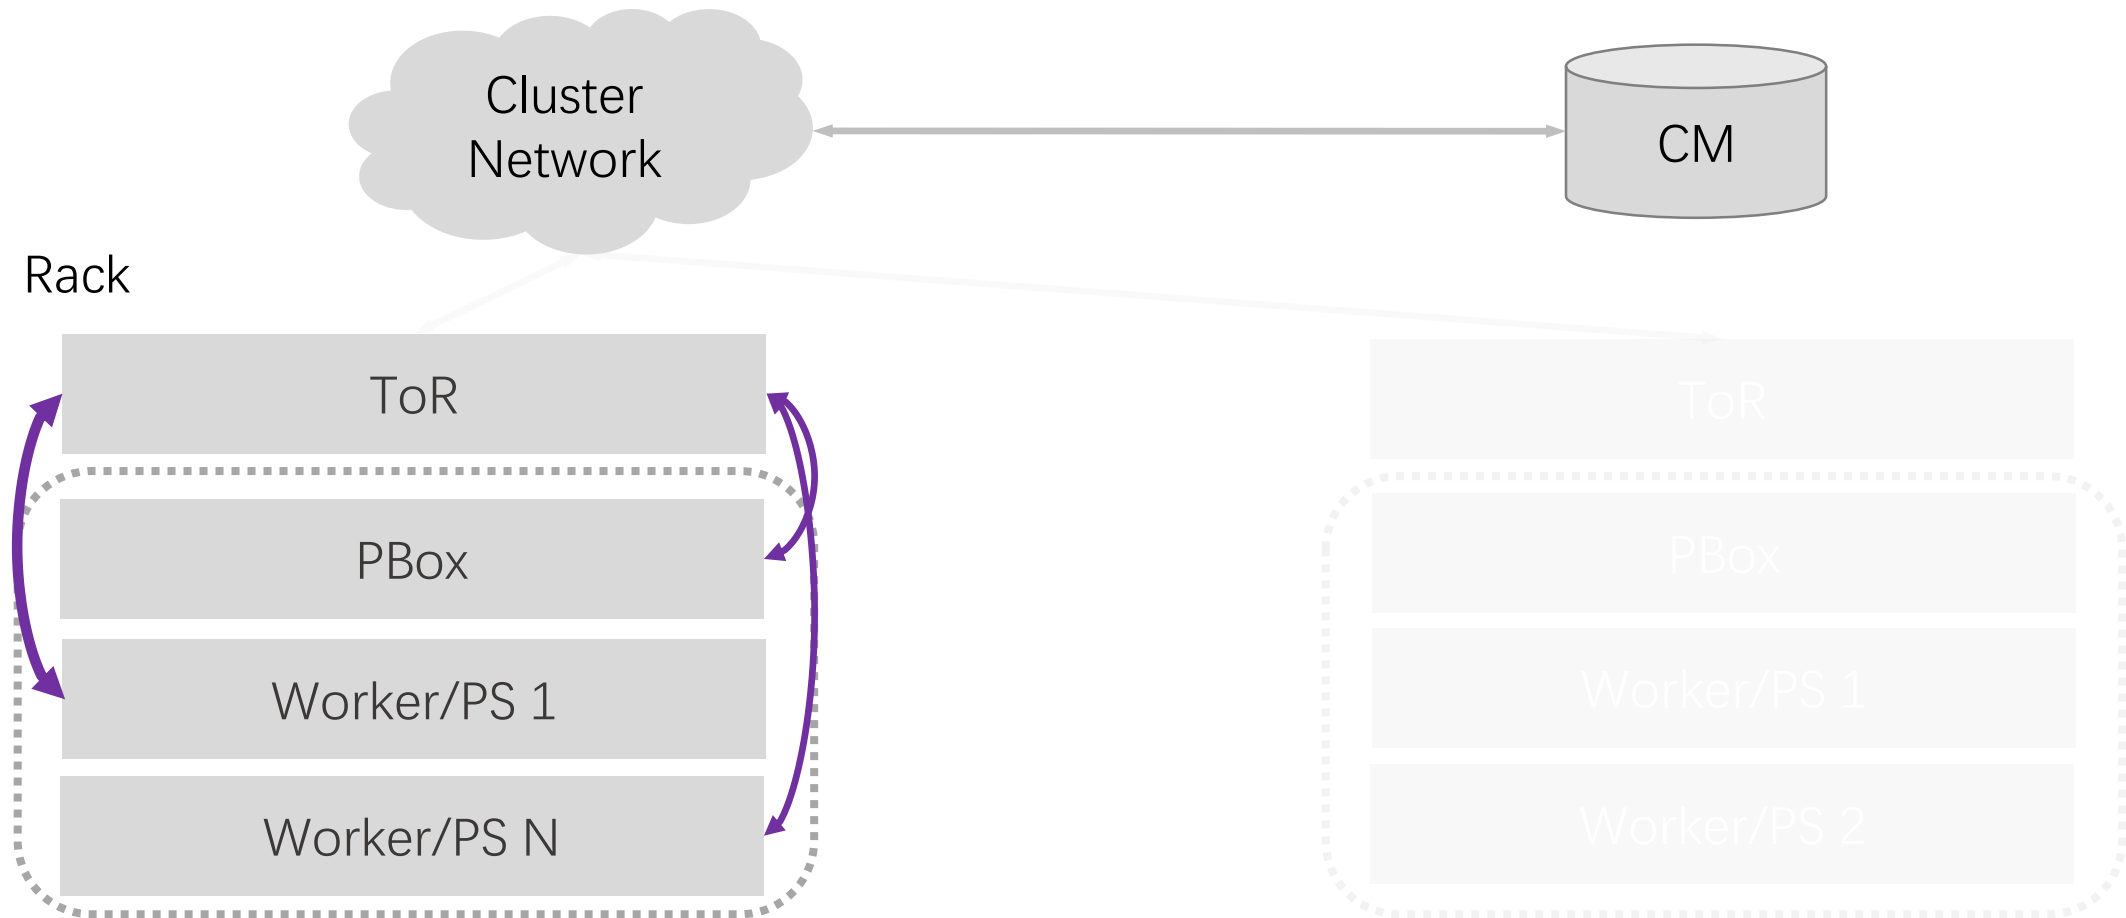 Cluster
Network
CM
Rack
ToR
PBox
Worker/PS 1
Worker/PS N
ToR
PBox
Worker/PS 1
Worker/PS 2